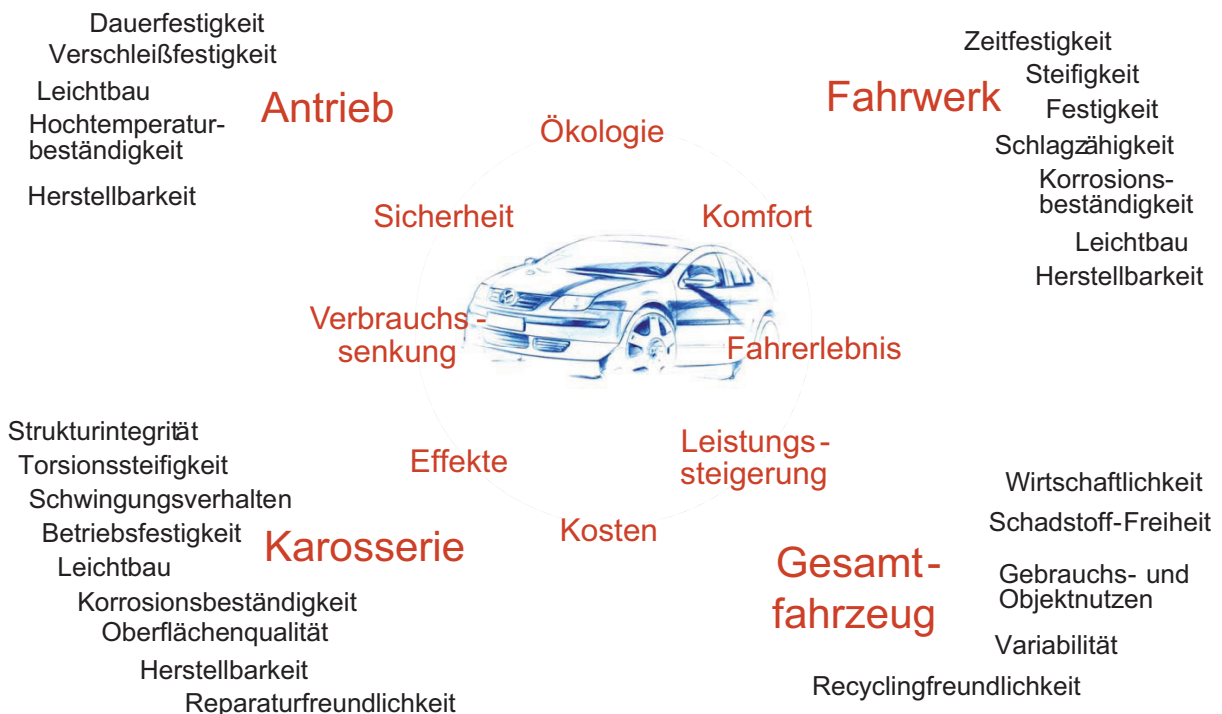 Dauerfestigkeit
Verschleißfestigkeit
Leichtbau
Hochtemperatur-
beständigkeit
Herstellbarkeit
Antrieb
Fahrwerk
Zeitfestigkeit
Steifigkeit
Festigkeit
Schlagzähigkeit
Korrosions-
beständigkeit
Leichtbau
Herstellbarkeit
Ökologie
Sicherheit
Komfort
Verbrauchs-
senkung
Fahrerlebnis
Effekte
Leistungs-
steigerung
Kosten
Strukturintegrität
Torsionssteifigkeit
Schwingungsverhalten
Betriebsfestigkeit
Leichtbau
Korrosionsbeständigkeit
Oberflächenqualität
Herstellbarkeit
Reparaturfreundlichkeit
Karosserie
Gesamt-
fahrzeug
Wirtschaftlichkeit
Schadstoff-Freiheit
Gebrauchs- und
Objektnutzen
Variabilität
Recyclingfreundlichkeit